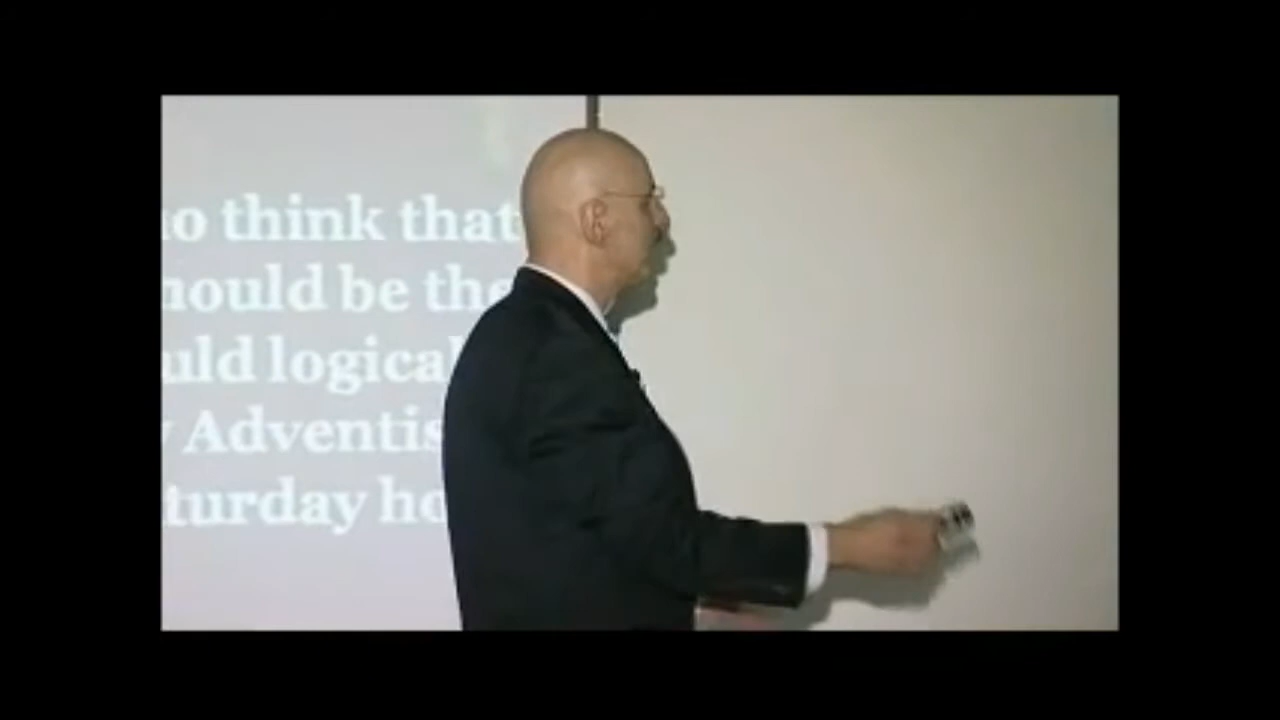 o think that
hould be the
uld logical
y Adventis
turday ho